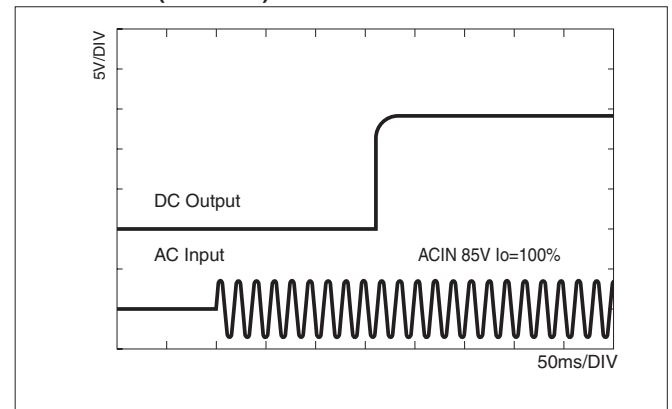 5V/DIV
DC Output
AC Input
ACIN 85V Io=100%
50ms/DIV